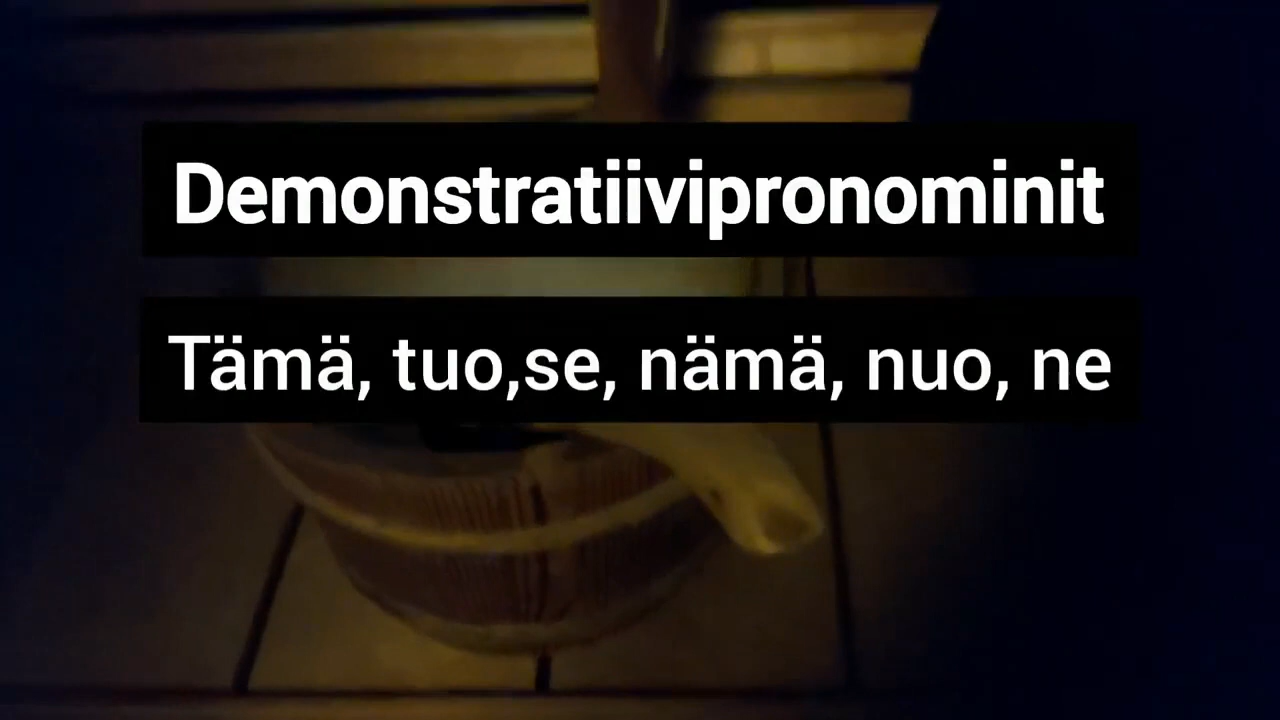 Demonstratiivipronominit
Tämä, tuo,se, nämä, nuo, ne